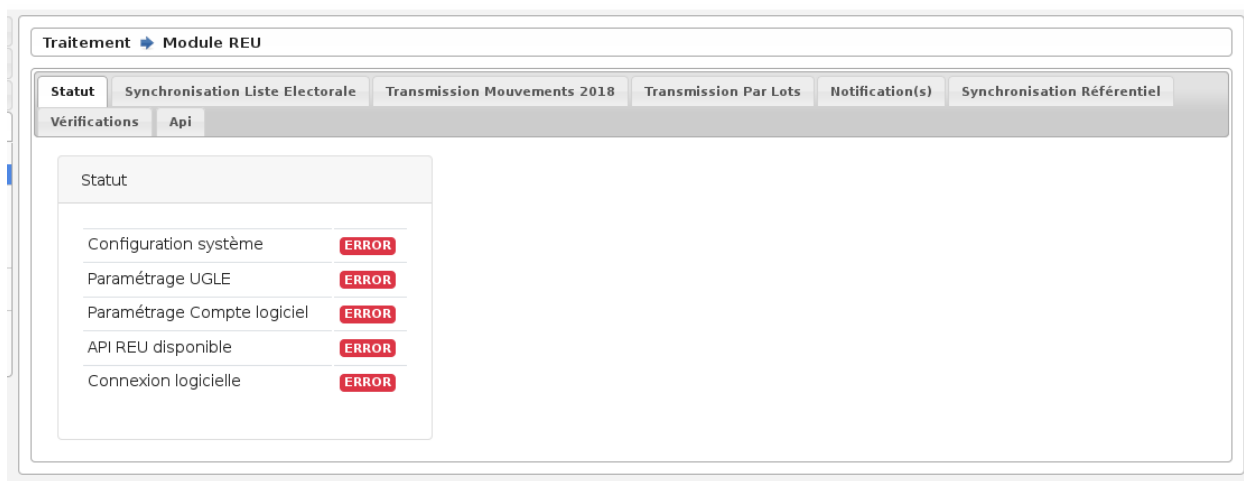 Traitement Module REU
Statut Synchronisation Liste Electorale Transmission Mouvements 2018 Transmission Par Lots Notification(s) Synchronisation Référentiel
Vérifications Api
Statut
Configuration système ERROR
Paramétrage UGLE ERROR
Paramétrage Compte logiciel ERROR
API REU disponible ERROR
Connexion logicielle ERROR